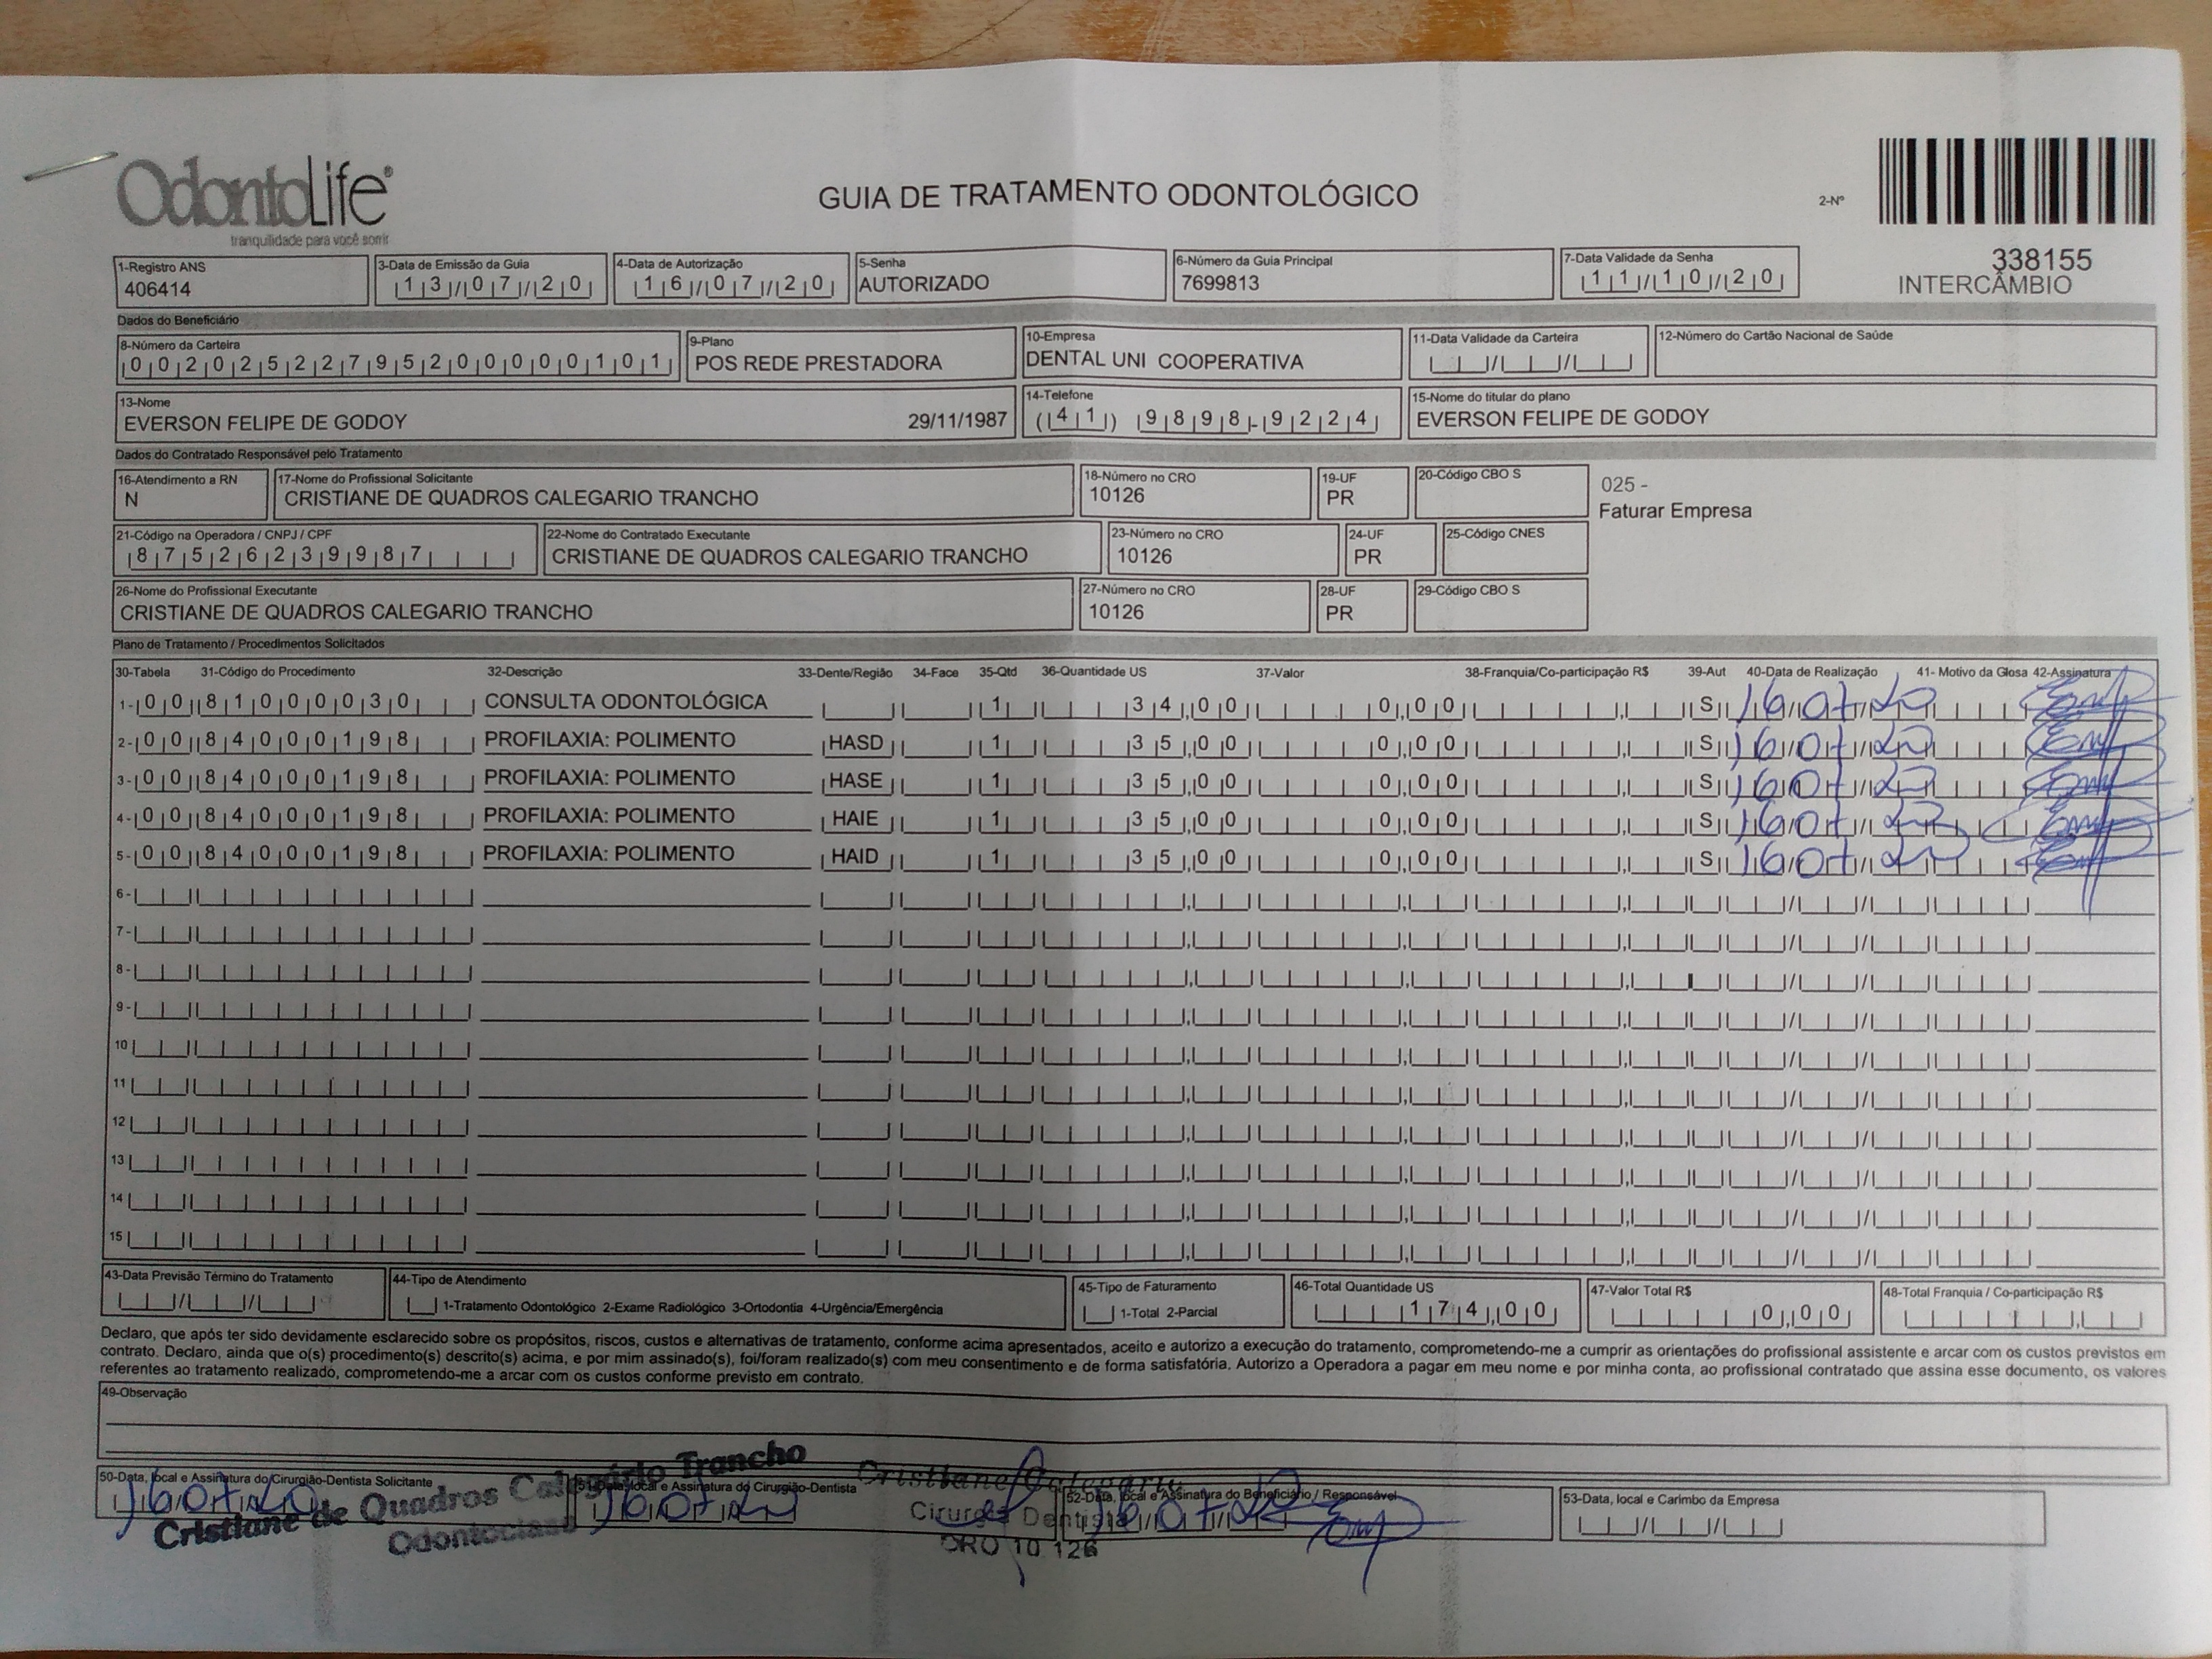 OdontoLife®
tranquilidade para você sorrir
GUIA DE TRATAMENTO ODONTOLÓGICO
2-Nº
338155
INTERCÂMBIO
1-Registro ANS
406414
3-Data de Emissão da Guia
13/07/20
4-Data de Autorização
16/07/20
5-Senha
AUTORIZADO
6-Número da Guia Principal
7699813
7-Data Validade da Senha
11/10/20
Dados do Beneficiário
8-Número da Carteira
00202522795200000101
9-Plano
POS REDE PRESTADORA
10-Empresa
DENTAL UNI COOPERATIVA
11-Data Validade da Carteira
12-Número do Cartão Nacional de Saúde
13-Nome
EVERSON FELIPE DE GODOY 29/11/1987
14-Telefone
(41) 9898-9224
15-Nome do titular do plano
EVERSON FELIPE DE GODOY
Dados do Contratado Responsável pelo Tratamento
16-Atendimento a RN
N
17-Nome do Profissional Solicitante
CRISTIANE DE QUADROS CALEGARIO TRANCHO
18-Número no CRO
10126
19-UF
PR
20-Código CBO S
025 -
Faturar Empresa
21-Código na Operadora / CNPJ / CPF
87526239987
22-Nome do Contratado Executante
CRISTIANE DE QUADROS CALEGARIO TRANCHO
23-Número no CRO
10126
24-UF
PR
25-Código CNES
26-Nome do Profissional Executante
CRISTIANE DE QUADROS CALEGARIO TRANCHO
27-Número no CRO
10126
28-UF
PR
29-Código CBO S
Plano de Tratamento / Procedimentos Solicitados
30-Tabela 31-Código do Procedimento 32-Descrição 33-Dente/Região 34-Face 35-Qtd 36-Quantidade US 37-Valor 38-Franquia/Co-participação R$ 39-Aut 40-Data de Realização 41- Motivo da Glosa 42-Assinatura
1- 00 81000030 CONSULTA ODONTOLÓGICA 1 34,00 0,00 S 16/07/20
2- 00 84000198 PROFILAXIA: POLIMENTO HASD 1 35,00 0,00 S 16/07/20
3- 00 84000198 PROFILAXIA: POLIMENTO HASE 1 35,00 0,00 S 16/07/20
4- 00 84000198 PROFILAXIA: POLIMENTO HAIE 1 35,00 0,00 S 16/07/20
5- 00 84000198 PROFILAXIA: POLIMENTO HAID 1 35,00 0,00 S 16/07/20
6-
7-
8-
9-
10
11
12
13
14
15
43-Data Previsão Término do Tratamento
44-Tipo de Atendimento
1-Tratamento Odontológico 2-Exame Radiológico 3-Ortodontia 4-Urgência/Emergência
45-Tipo de Faturamento
1-Total 2-Parcial
46-Total Quantidade US
174,00
47-Valor Total R$
0,00
48-Total Franquia / Co-participação R$
Declaro, que após ter sido devidamente esclarecido sobre os propósitos, riscos, custos e alternativas de tratamento, conforme acima apresentados, aceito e autorizo a execução do tratamento, comprometendo-me a cumprir as orientações do profissional assistente e arcar com os custos previstos em
contrato. Declaro, ainda que o(s) procedimento(s) descrito(s) acima, e por mim assinado(s), foi/foram realizado(s) com meu consentimento e de forma satisfatória. Autorizo a Operadora a pagar em meu nome e por minha conta, ao profissional contratado que assina esse documento, os valores
referentes ao tratamento realizado, comprometendo-me a arcar com os custos conforme previsto em contrato.
49-Observação
50-Data, local e Assinatura do Cirurgião-Dentista Solicitante
16/07/20
Cristiane de Quadros Calegário Trancho
Odontoclass
51-Data, local e Assinatura do Cirurgião-Dentista
16/07/20
Cristiane Calegario
Cirurgiã Dentista
CRO 10 126
52-Data, local e Assinatura do Beneficiário / Responsável
16/07/20
53-Data, local e Carimbo da Empresa